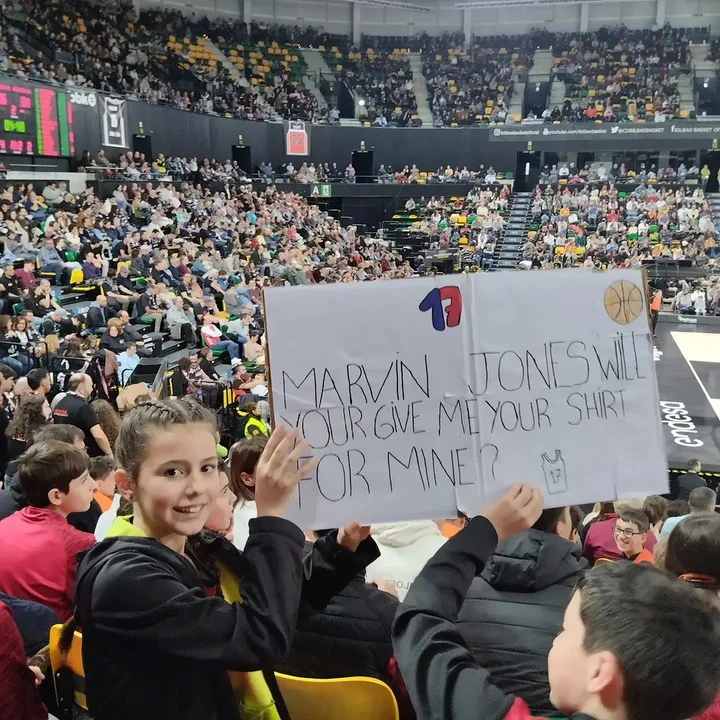 17
MARVIN JONES WILL
YOUR GIVE ME YOUR SHIRT
FOR MINE?
17
endesa